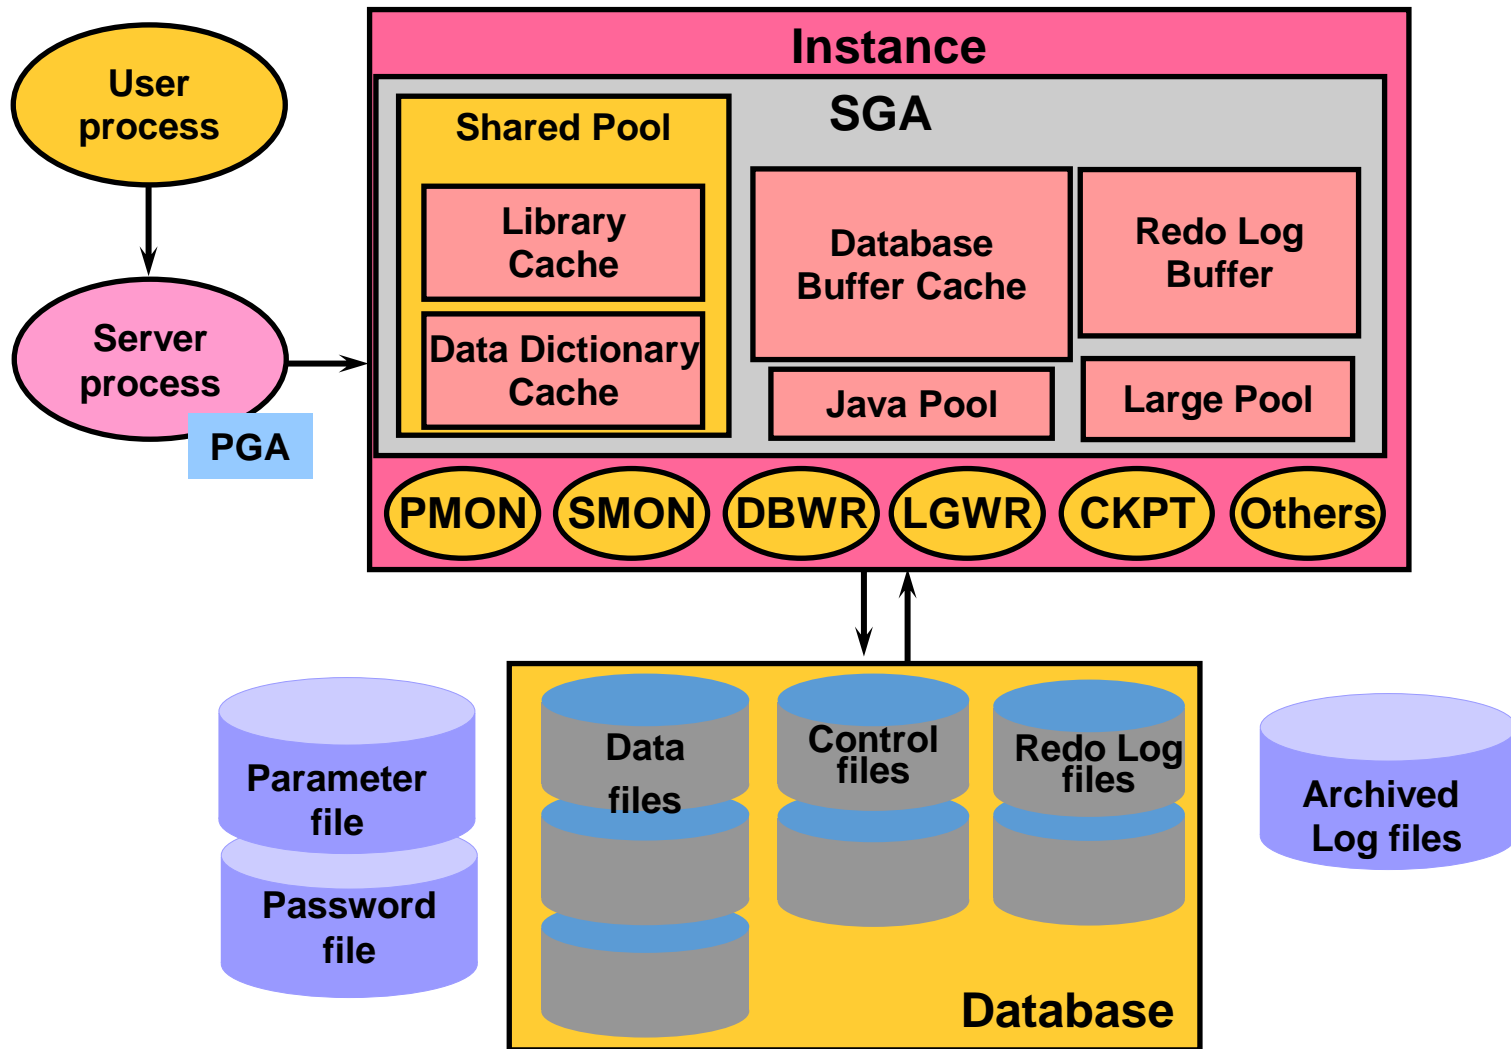 Instance
User
process
SGA
Shared Pool
Library
Cache
Data Dictionary
Cache
Database
Buffer Cache
Redo Log
Buffer
Java Pool
Large Pool
Server
process
PGA
PMON
SMON
DBWR
LGWR
CKPT
Others
Parameter
file
Password
file
Data
files
Control
files
Redo Log
files
Archived
Log files
Database